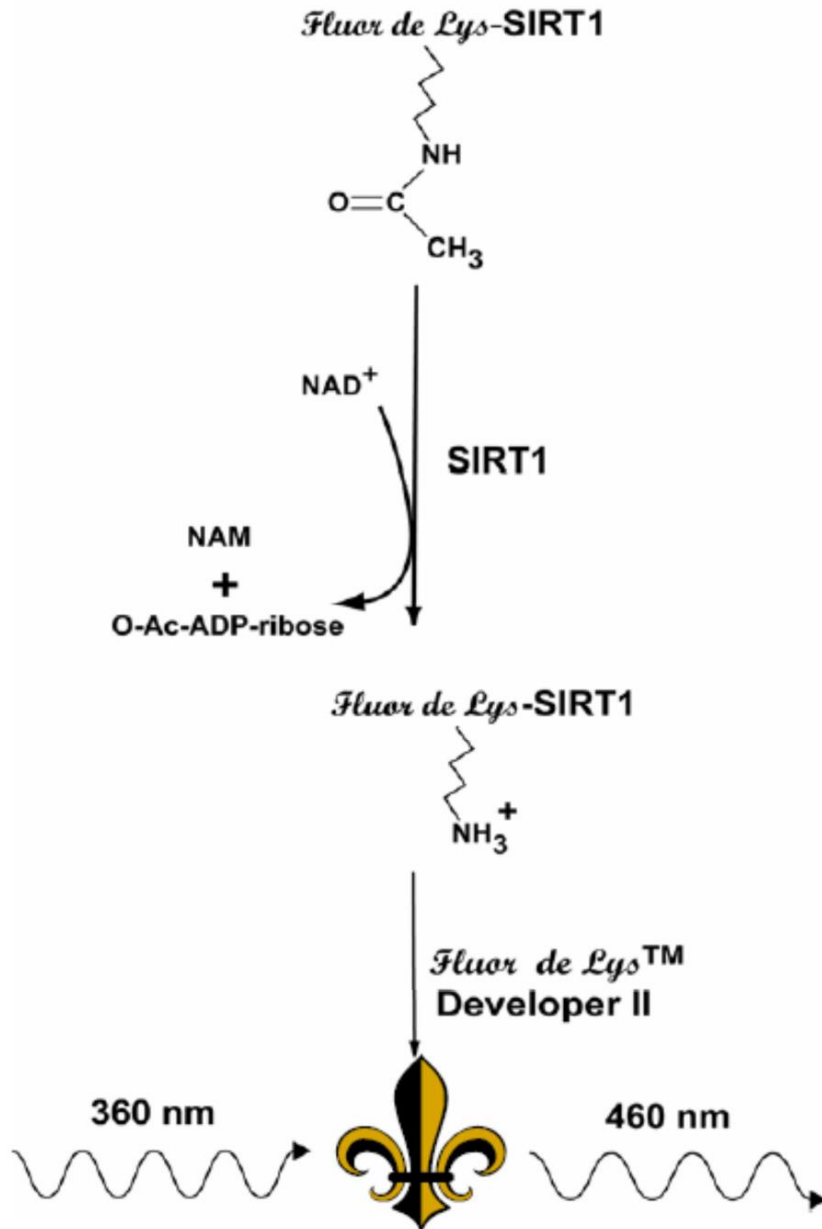 Fluor de Lys-SIRT1
NH
O=C
CH3
NAD+
SIRT1
NAM
+
O-Ac-ADP-ribose
Fluor de Lys-SIRT1
+
NH3
Fluor de Lys™
Developer II
360 nm
460 nm